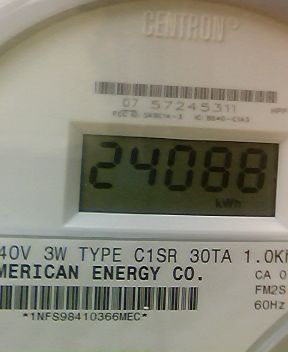 CENTRON®
07 57245311
24088
kWh
40V 3W TYPE C1SR 30TA 1.0K
MERICAN ENERGY CO.
CA 0
FM2S
60Hz
*1NFS98410366MEC*